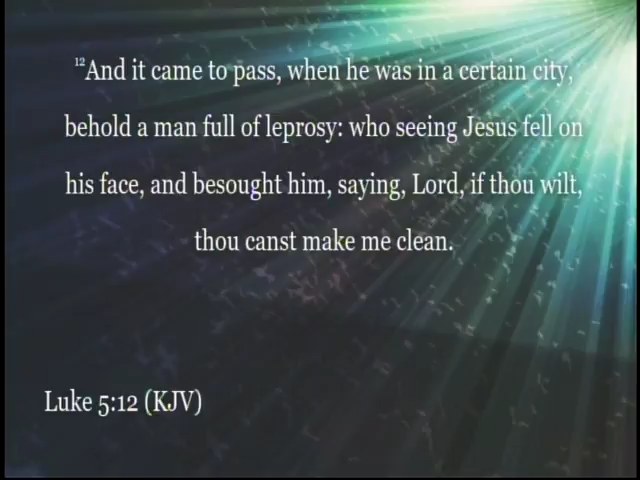 12And it came to pass, when he was in a certain city,
behold a man full of leprosy: who seeing Jesus fell on
his face, and besought him, saying, Lord, if thou wilt,
thou canst make me clean.
Luke 5:12 (KJV)